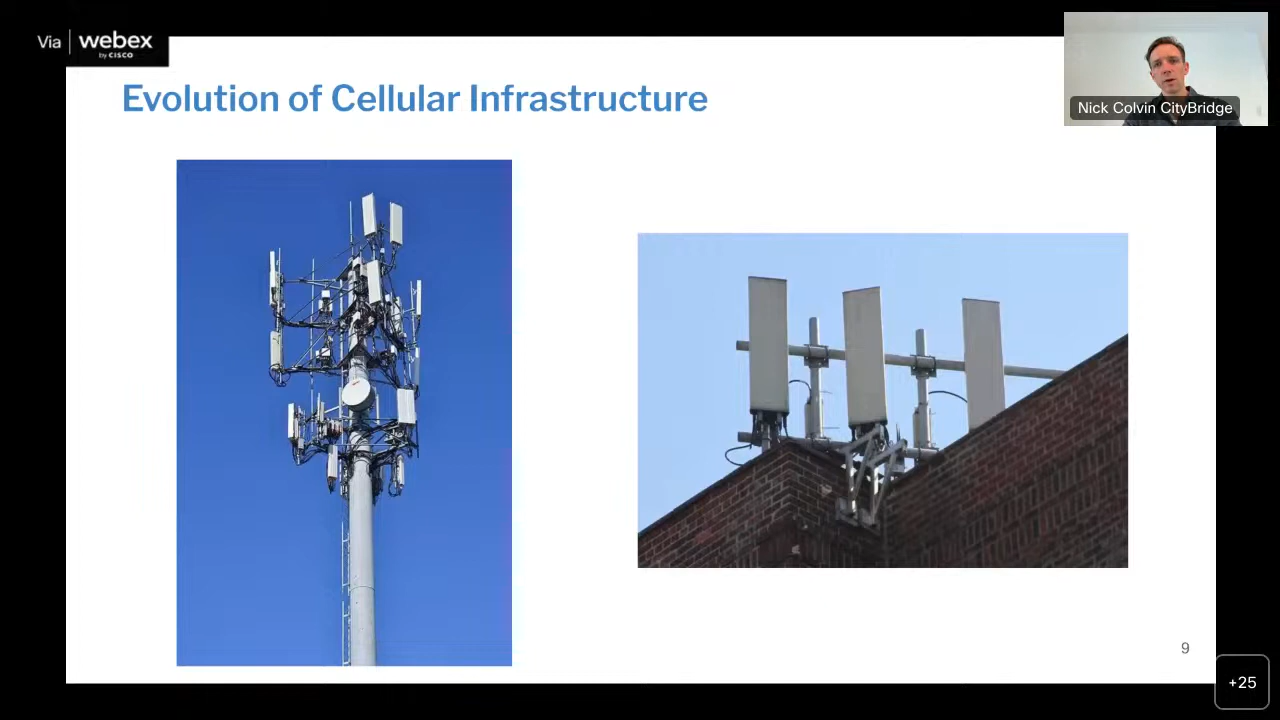 Via webex
by CISCO
Nick Colvin CityBridge
Evolution of Cellular Infrastructure
9
+25